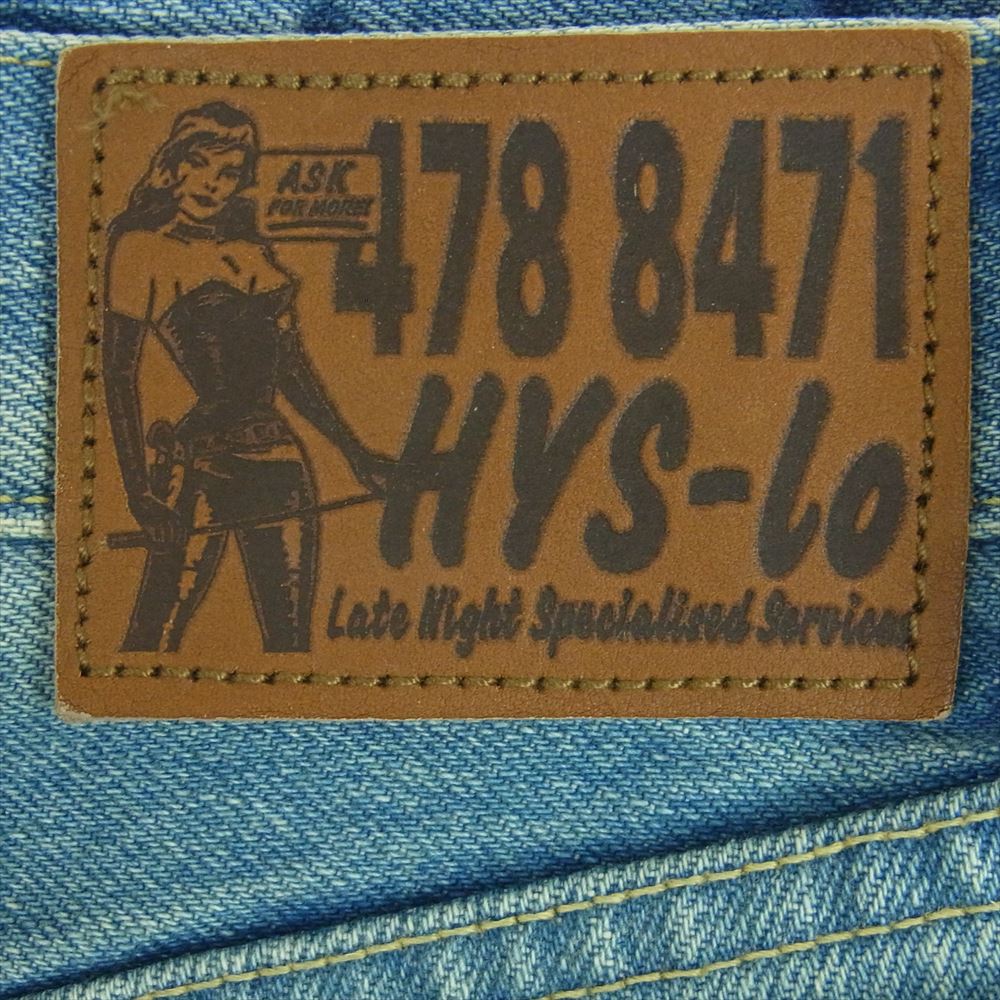 ASK
FOR MORE!
478 8471
HYS-lo
Late Night Specialised Services